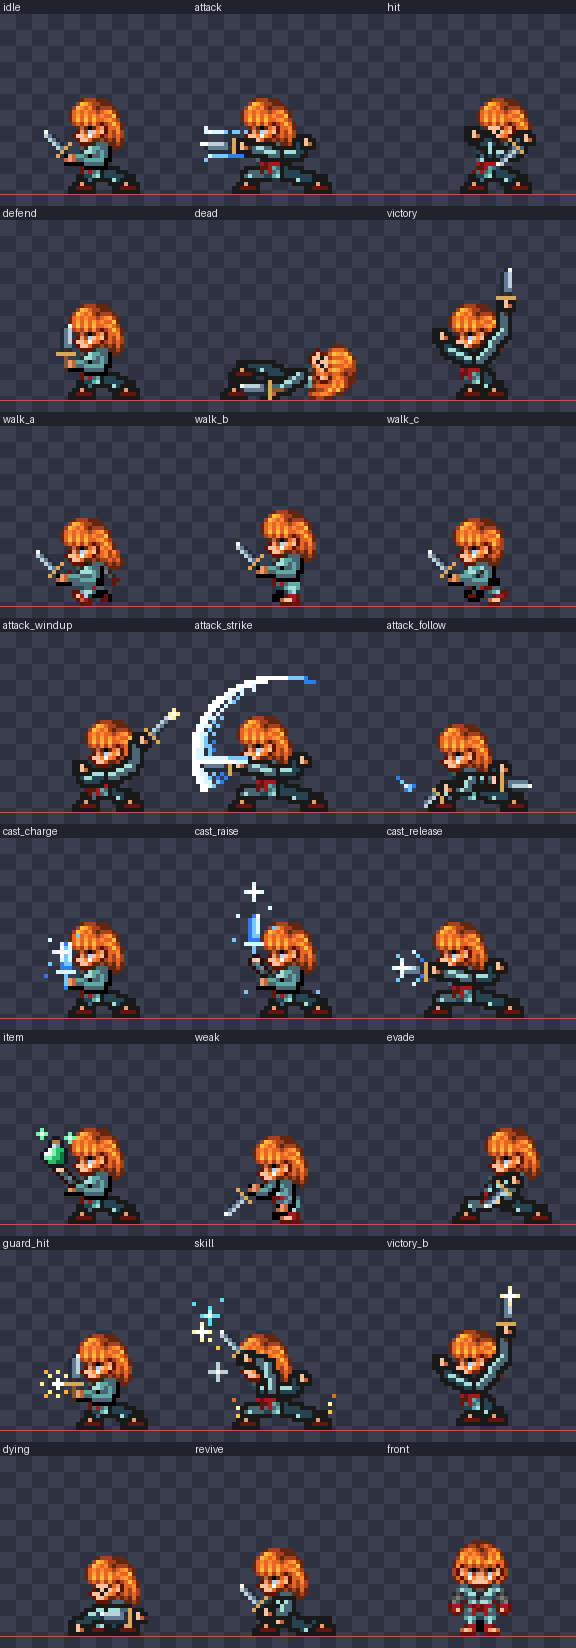 idle attack hit
defend dead victory
walk_a walk_b walk_c
attack_windup attack_strike attack_follow
cast_charge cast_raise cast_release
item weak evade
guard_hit skill victory_b
dying revive front